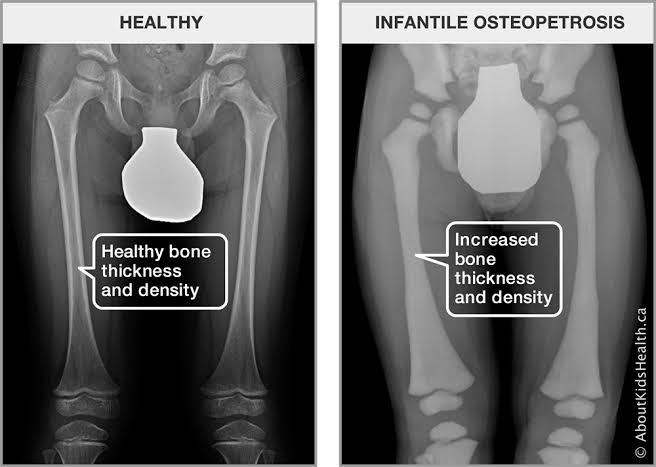 HEALTHY
Healthy bone
thickness
and density
INFANTILE OSTEOPETROSIS
Increased
bone
thickness
and density
© AboutKidsHealth.ca